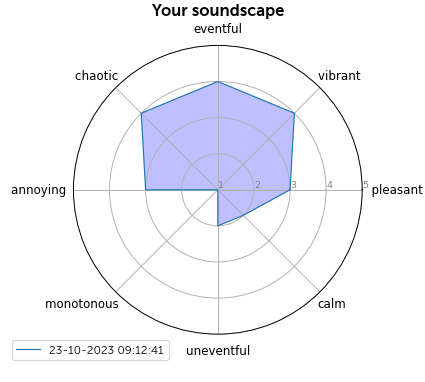 Your soundscape
eventful
chaotic
vibrant
annoying
1 2 3 4 5
pleasant
monotonous
calm
uneventful
23-10-2023 09:12:41